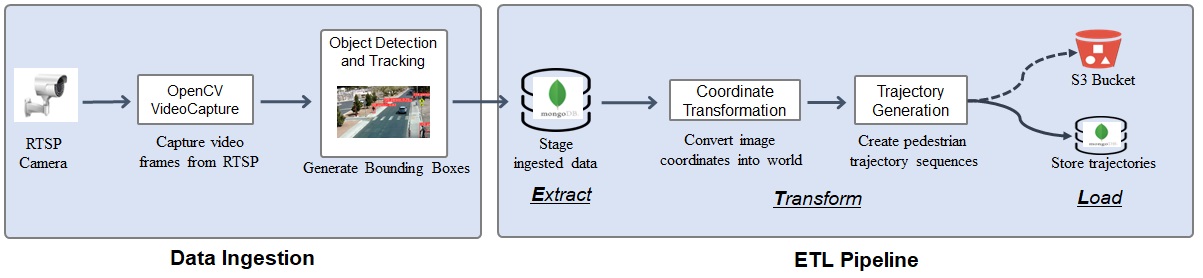 RTSP
Camera
OpenCV
VideoCapture
Capture video
frames from RTSP
Object Detection
and Tracking
Generate Bounding Boxes
Data Ingestion
mongoDB
Stage
ingested data
Extract
Coordinate
Transformation
Convert image
coordinates into world
Transform
Trajectory
Generation
Create pedestrian
trajectory sequences
S3 Bucket
mongoDB
Store trajectories
Load
ETL Pipeline